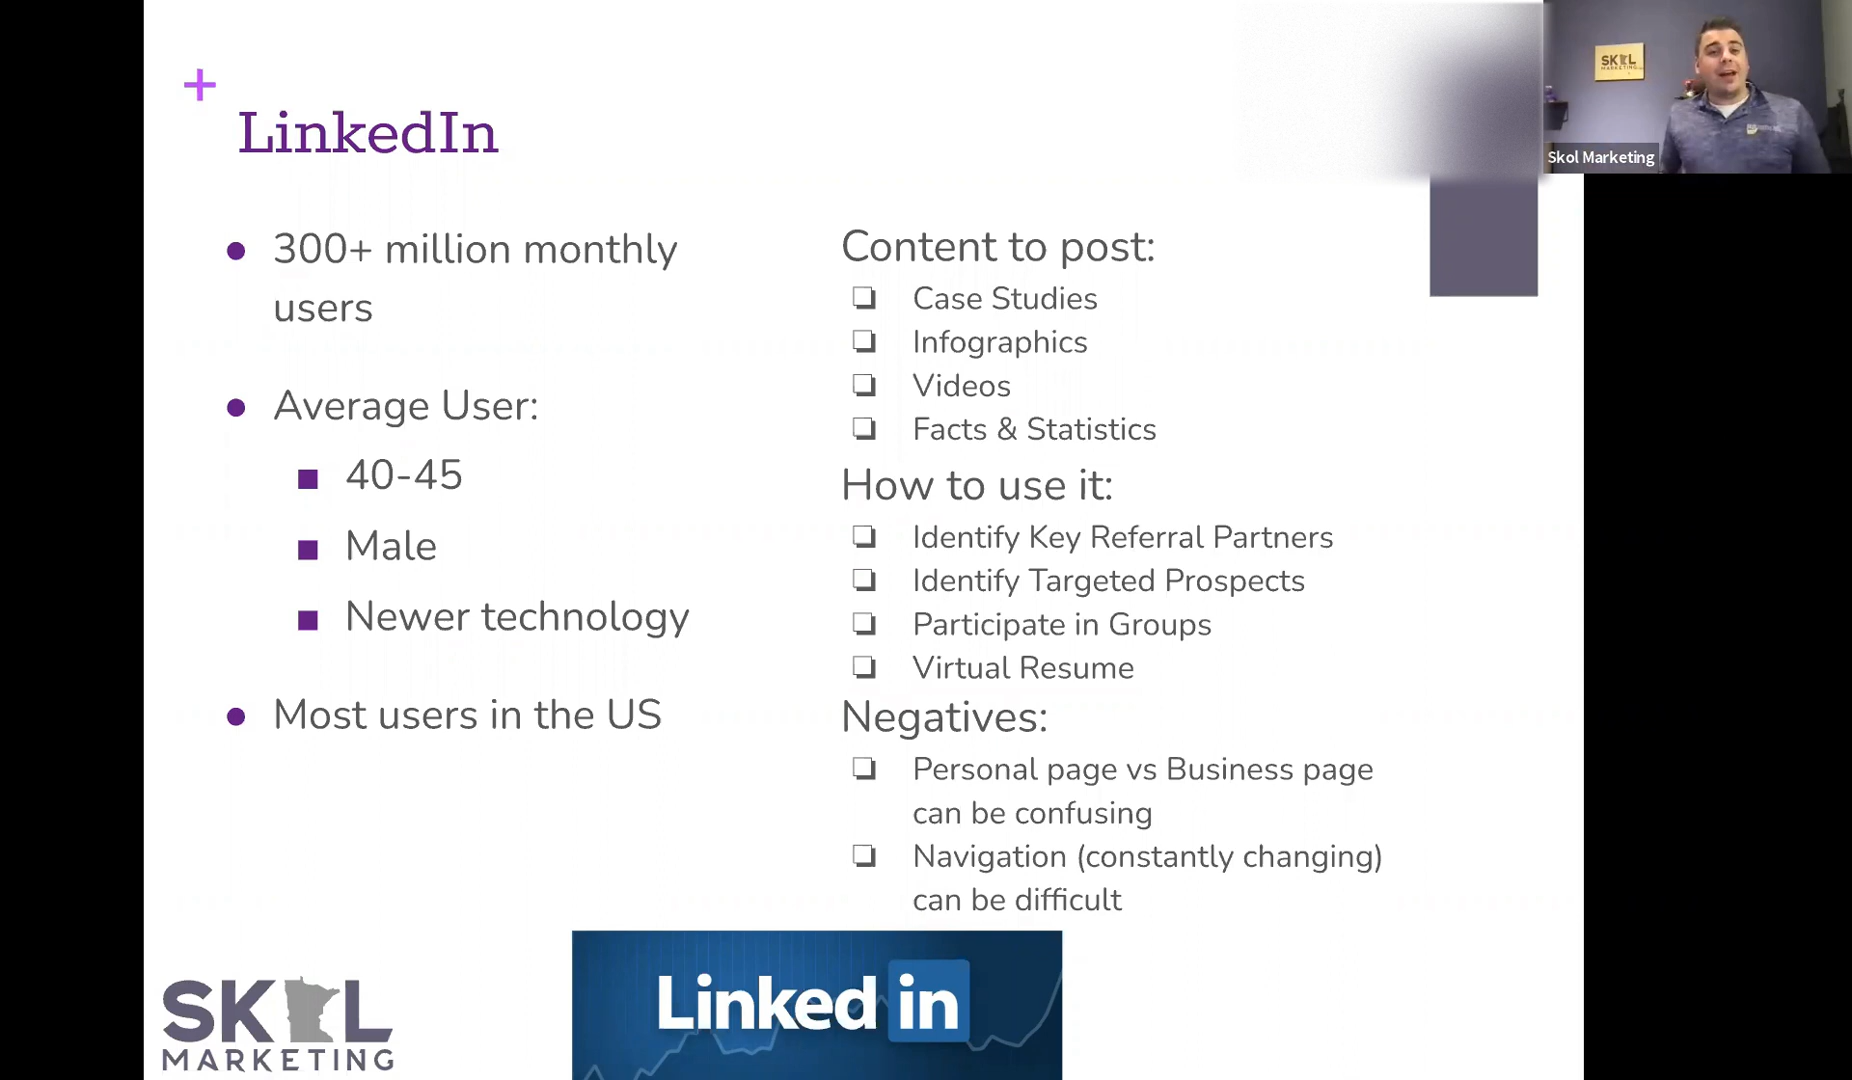 LinkedIn
300+ million monthly
users
Average User:
40-45
Male
Newer technology
Most users in the US
Content to post:
Case Studies
Infographics
Videos
Facts & Statistics
How to use it:
Identify Key Referral Partners
Identify Targeted Prospects
Participate in Groups
Virtual Resume
Negatives:
Personal page vs Business page
can be confusing
Navigation (constantly changing)
can be difficult
SKOL
MARKETING
Linked in
SKOL
MARKETING
Skol Marketing